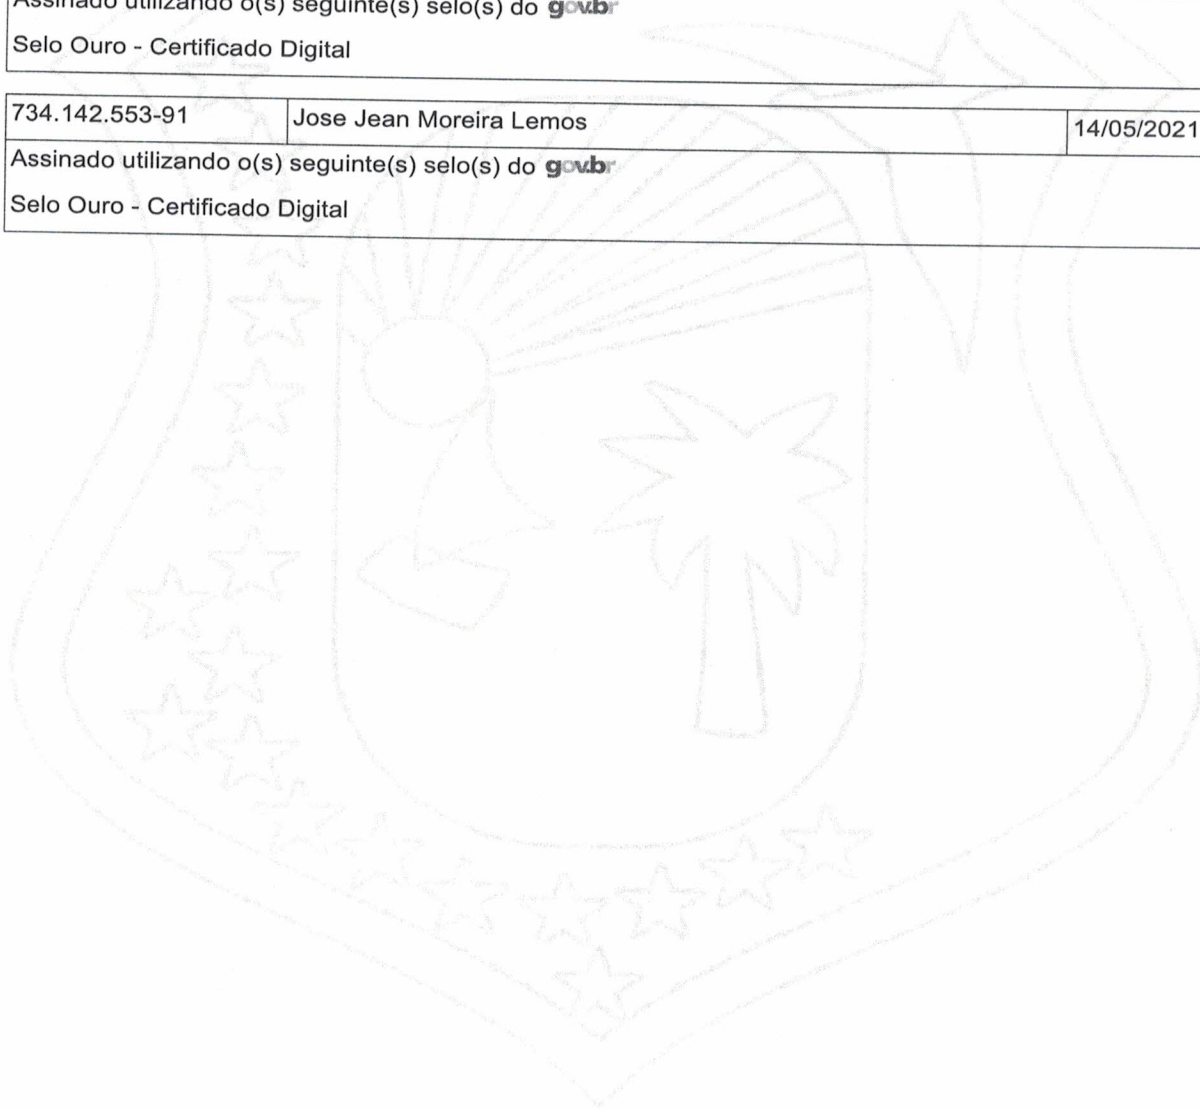 Assinado utilizando o(s) seguinte(s) selo(s) do gov.br
Selo Ouro - Certificado Digital
734.142.553-91 Jose Jean Moreira Lemos 14/05/2021
Assinado utilizando o(s) seguinte(s) selo(s) do gov.br
Selo Ouro - Certificado Digital